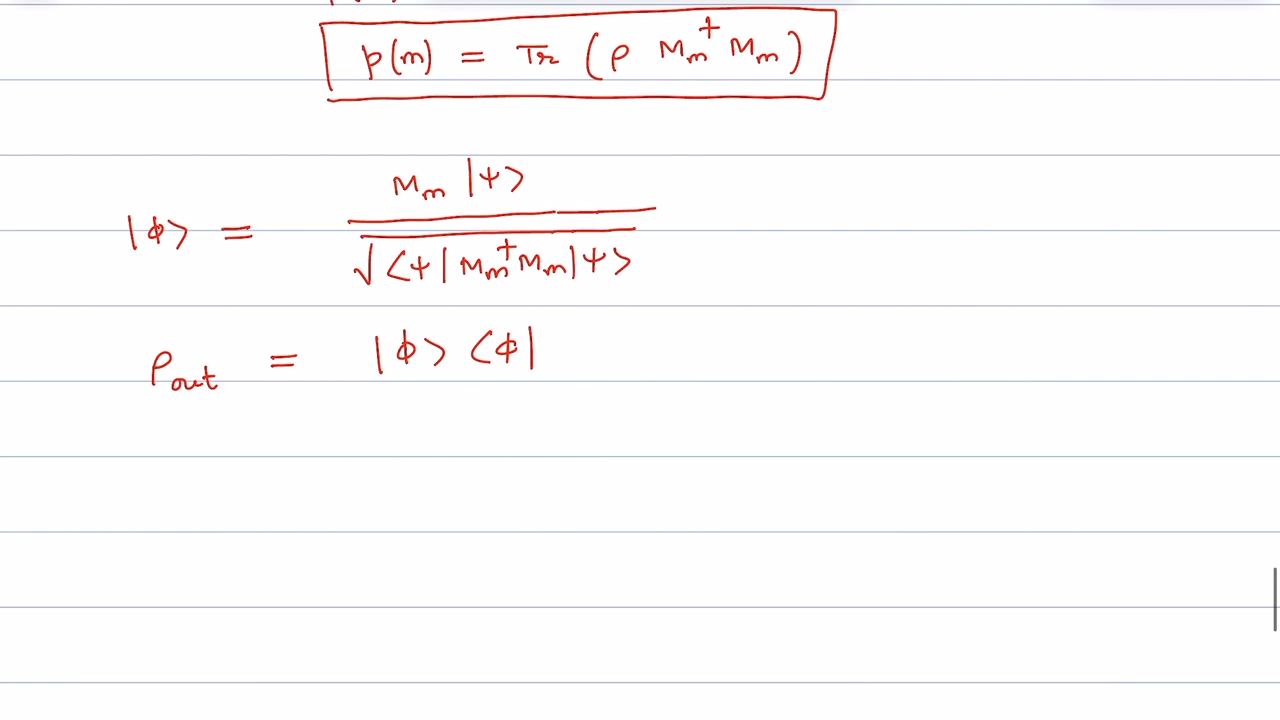 p(m) = Tr (ρ M_m^† M_m)
|ϕ> = M_m |ψ> / √<ψ| M_m^† M_m |ψ>
ρ_out = |ϕ> <ϕ|